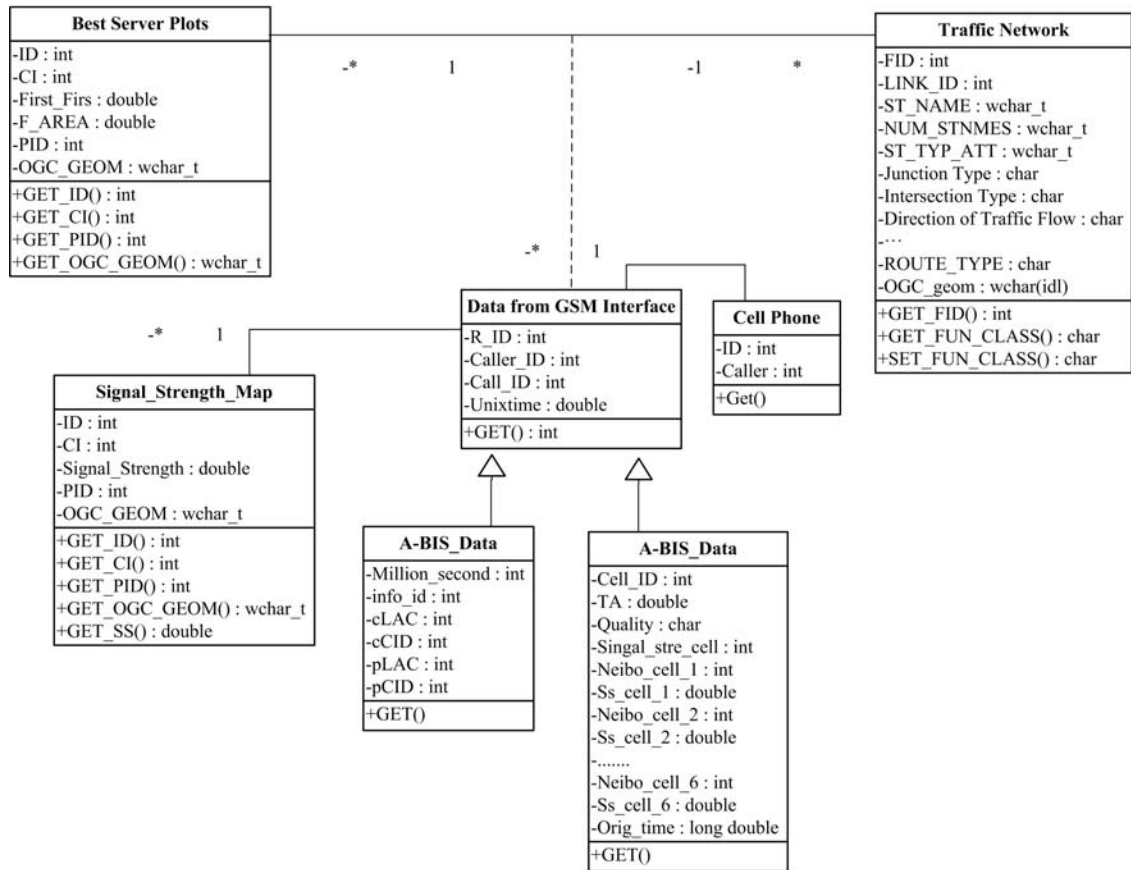 Best Server Plots
-ID : int
-CI : int
-First_Firs : double
-F_AREA : double
-PID : int
-OGC_GEOM : wchar_t
+GET_ID() : int
+GET_CI() : int
+GET_PID() : int
+GET_OGC_GEOM() : wchar_t
-* 1
-1 *
Traffic Network
-FID : int
-LINK_ID : int
-ST_NAME : wchar_t
-NUM_STNMES : wchar_t
-ST_TYP_ATT : wchar_t
-Junction Type : char
-Intersection Type : char
-Direction of Traffic Flow : char
-...
-ROUTE_TYPE : char
-OGC_geom : wchar(idl)
+GET_FID() : int
+GET_FUN_CLASS() : char
+SET_FUN_CLASS() : char
-* 1
Data from GSM Interface
-R_ID : int
-Caller_ID : int
-Call_ID : int
-Unixtime : double
+GET() : int
Cell Phone
-ID : int
-Caller : int
+Get()
-* 1
Signal_Strength_Map
-ID : int
-CI : int
-Signal_Strength : double
-PID : int
-OGC_GEOM : wchar_t
+GET_ID() : int
+GET_CI() : int
+GET_PID() : int
+GET_OGC_GEOM() : wchar_t
+GET_SS() : double
A-BIS_Data
-Million_second : int
-info_id : int
-cLAC : int
-cCID : int
-pLAC : int
-pCID : int
+GET()
A-BIS_Data
-Cell_ID : int
-TA : double
-Quality : char
-Singal_stre_cell : int
-Neibo_cell_1 : int
-Ss_cell_1 : double
-Neibo_cell_2 : int
-Ss_cell_2 : double
-.......
-Neibo_cell_6 : int
-Ss_cell_6 : double
-Orig_time : long double
+GET()